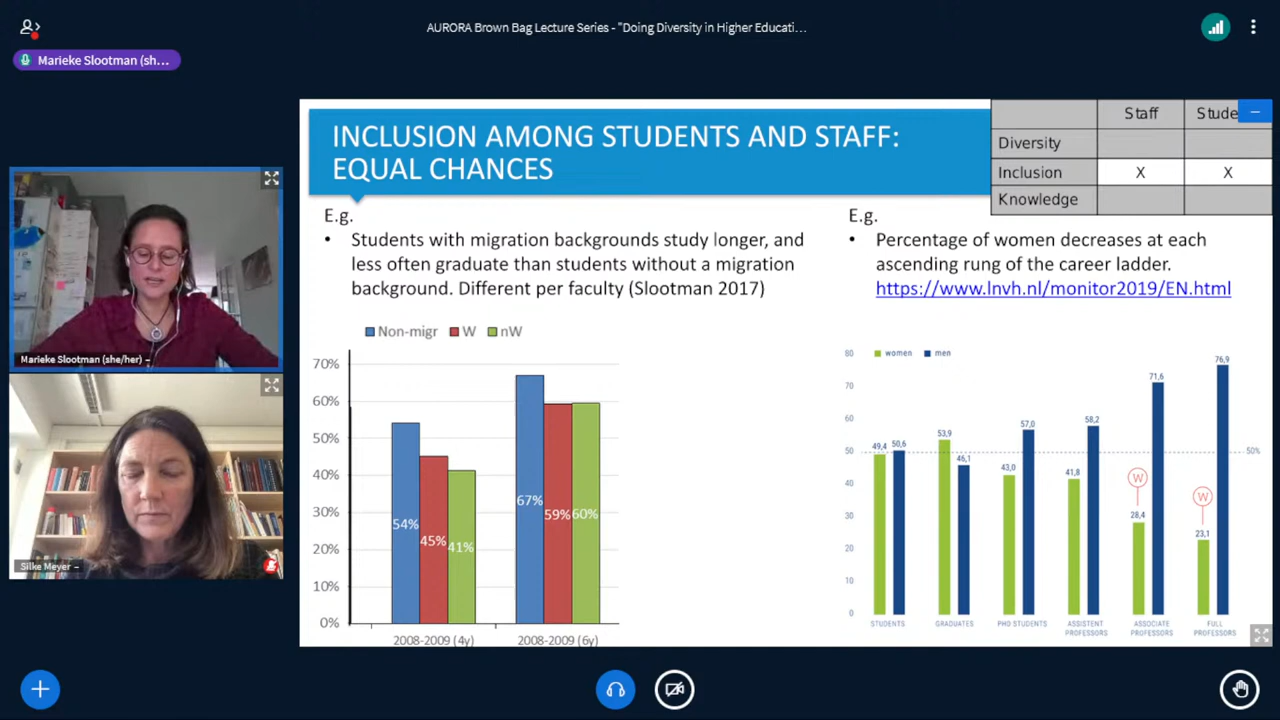 AURORA Brown Bag Lecture Series - "Doing Diversity in Higher Educati...
Marieke Slootman (sh...
Marieke Slootman (she/her)
Silke Meyer
INCLUSION AMONG STUDENTS AND STAFF:
EQUAL CHANCES
Staff Stude
Diversity
Inclusion X X
Knowledge
E.g.
• Students with migration backgrounds study longer, and
less often graduate than students without a migration
background. Different per faculty (Slootman 2017)
E.g.
• Percentage of women decreases at each
ascending rung of the career ladder.
https://www.lnvh.nl/monitor2019/EN.html
Non-migr W nW
70%
60%
50%
40%
30%
20%
10%
0%
54% 45% 41%
67% 59% 60%
2008-2009 (4y) 2008-2009 (6y)
women men
80
70
60
50
40
30
20
10
0
50%
49,4 50,6
53,9 46,1
43,0 57,0
41,8 58,2
W
28,4 71,6
W
23,1 76,9
STUDENTS
GRADUATES
PHD STUDENTS
ASSISTENT
PROFESSORS
ASSOCIATE
PROFESSORS
FULL
PROFESSORS